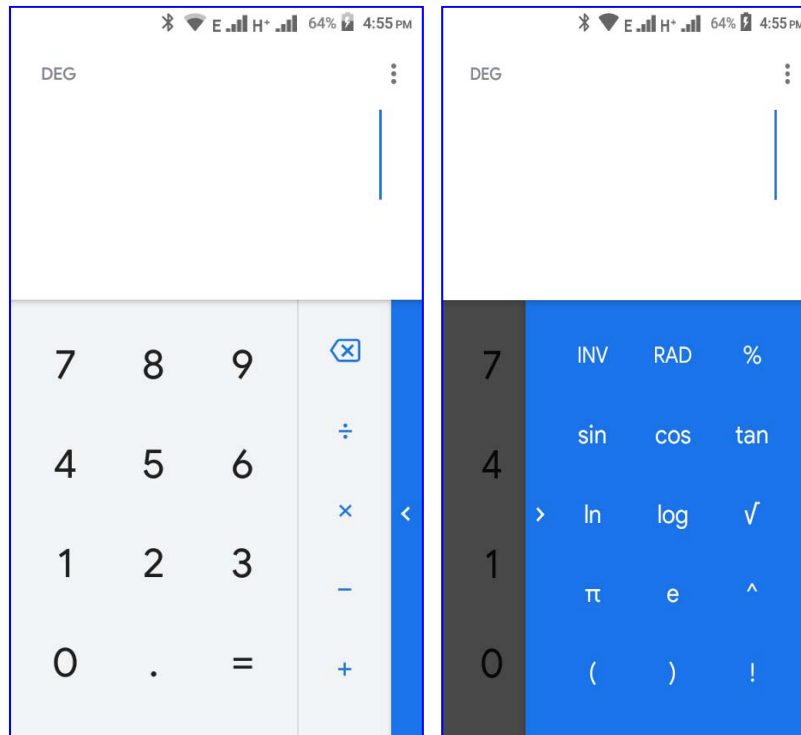 E H+ 64% 4:55 PM
DEG
7 8 9
÷
4 5 6
×
<
1 2 3
−
0 . =
+
E H+ 64% 4:55 PM
DEG
7 INV RAD %
4 sin cos tan
> ln log √
1 π e ^
0 ( ) !